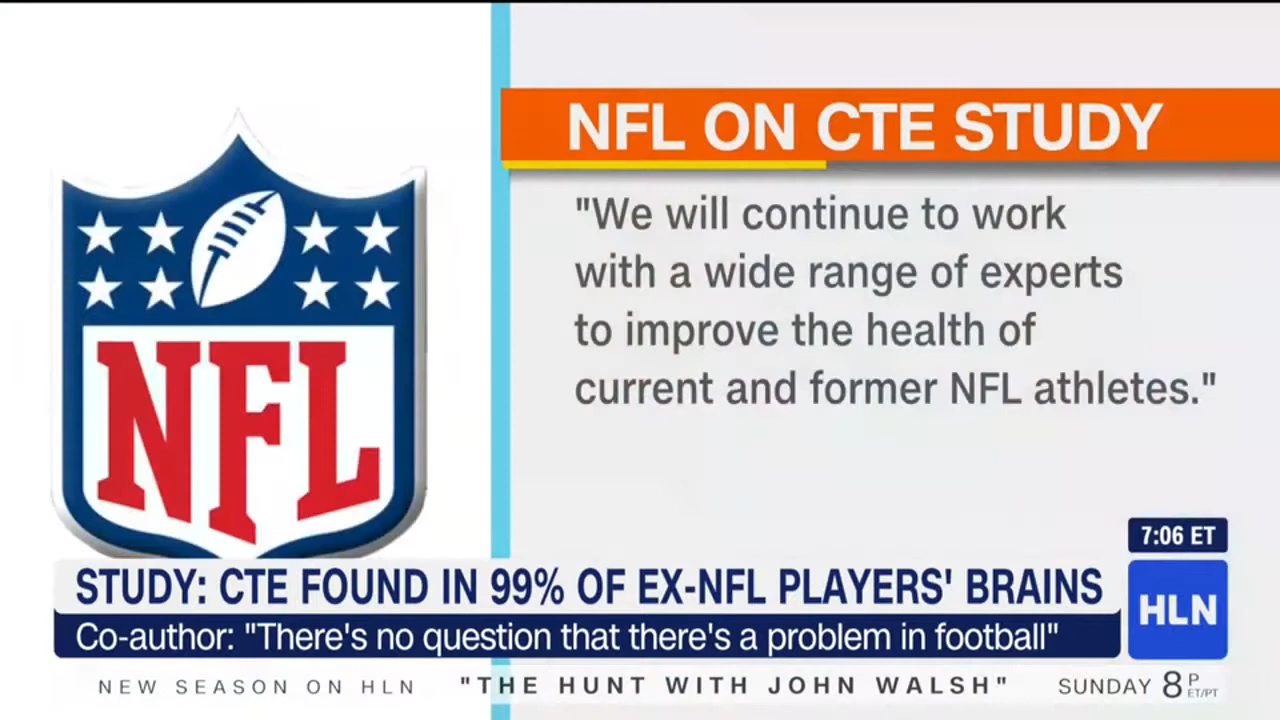 NFL ON CTE STUDY
"We will continue to work
with a wide range of experts
to improve the health of
current and former NFL athletes."
NFL
7:06 ET
STUDY: CTE FOUND IN 99% OF EX-NFL PLAYERS' BRAINS
Co-author: "There's no question that there's a problem in football"
HLN
NEW SEASON ON HLN "THE HUNT WITH JOHN WALSH" SUNDAY 8P ET/PT